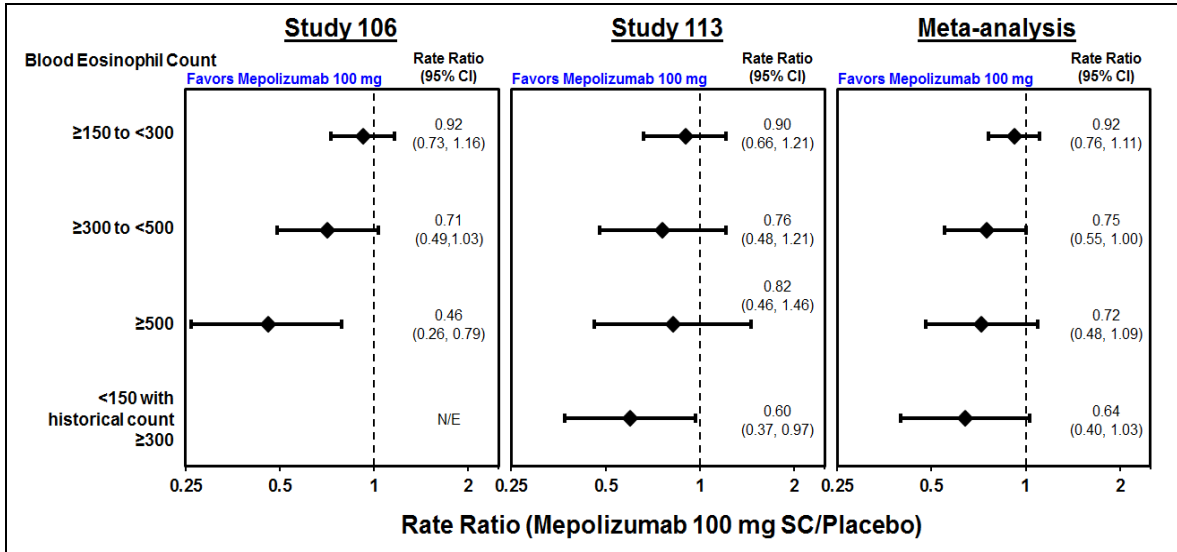 Study 106
Study 113
Meta-analysis
Blood Eosinophil Count
Favors Mepolizumab 100 mg
Rate Ratio
(95% CI)
Favors Mepolizumab 100 mg
Rate Ratio
(95% CI)
Favors Mepolizumab 100 mg
Rate Ratio
(95% CI)
≥150 to <300
0.92
(0.73, 1.16)
0.90
(0.66, 1.21)
0.92
(0.76, 1.11)
≥300 to <500
0.71
(0.49,1.03)
0.76
(0.48, 1.21)
0.75
(0.55, 1.00)
≥500
0.46
(0.26, 0.79)
0.82
(0.46, 1.46)
0.72
(0.48, 1.09)
<150 with
historical count
≥300
N/E
0.60
(0.37, 0.97)
0.64
(0.40, 1.03)
0.25 0.5 1 2
0.25 0.5 1 2
0.25 0.5 1 2
Rate Ratio (Mepolizumab 100 mg SC/Placebo)